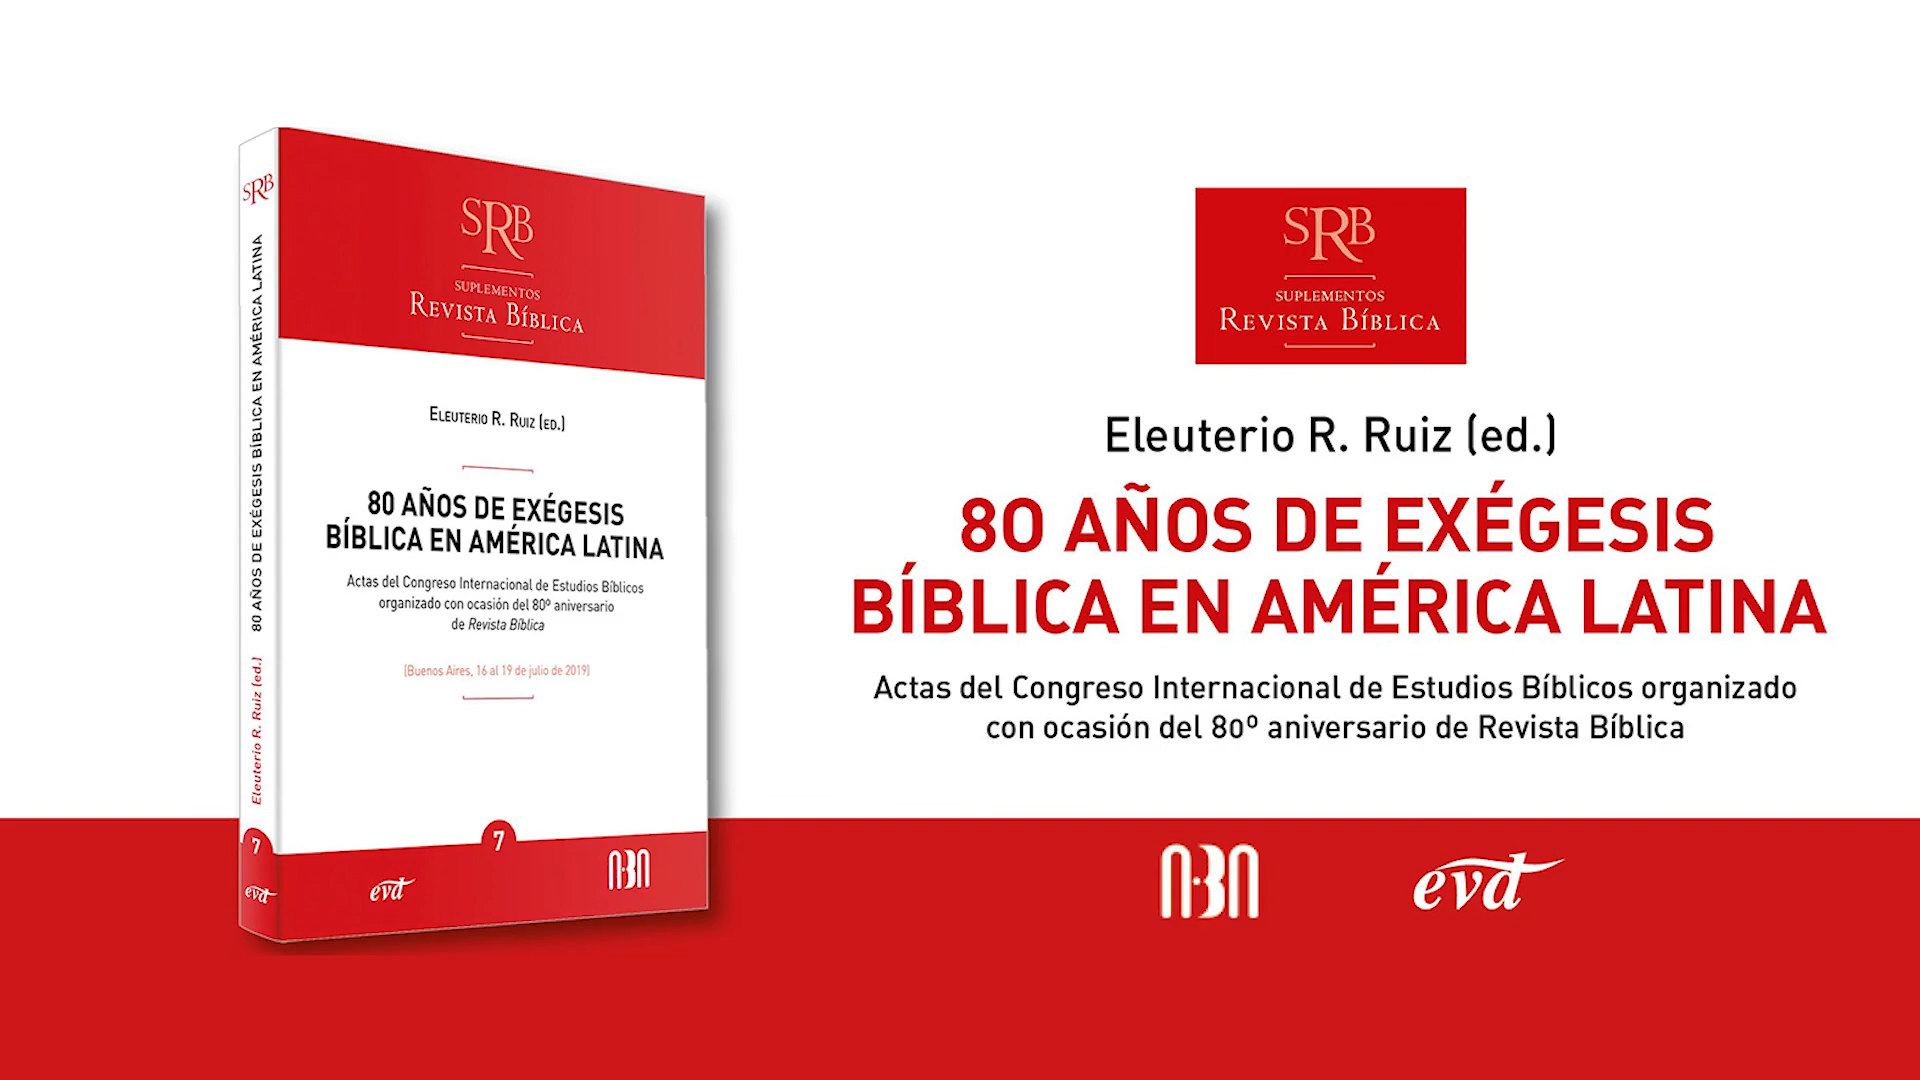 SRB
80 AÑOS DE EXÉGESIS BÍBLICA EN AMÉRICA LATINA
Eleuterio R. Ruiz (ed.)
7
evd
SRB
SUPLEMENTOS
REVISTA BÍBLICA
ELEUTERIO R. RUIZ (ED.)
80 AÑOS DE EXÉGESIS
BÍBLICA EN AMÉRICA LATINA
Actas del Congreso Internacional de Estudios Bíblicos
organizado con ocasión del 80º aniversario
de Revista Bíblica
(Buenos Aires, 16 al 19 de julio de 2019)
7
evd
ABA
SRB
SUPLEMENTOS
REVISTA BÍBLICA
Eleuterio R. Ruiz (ed.)
80 AÑOS DE EXÉGESIS
BÍBLICA EN AMÉRICA LATINA
Actas del Congreso Internacional de Estudios Bíblicos organizado
con ocasión del 80º aniversario de Revista Bíblica
ABA
evd